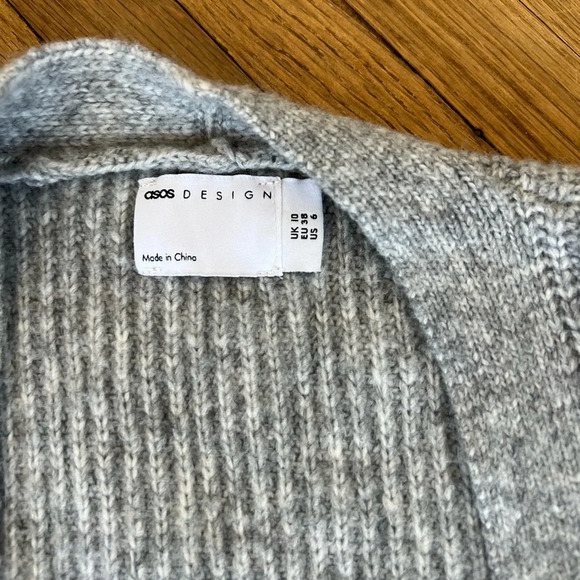 asos DESIGN
Made in China
UK 10
EU 38
US 6